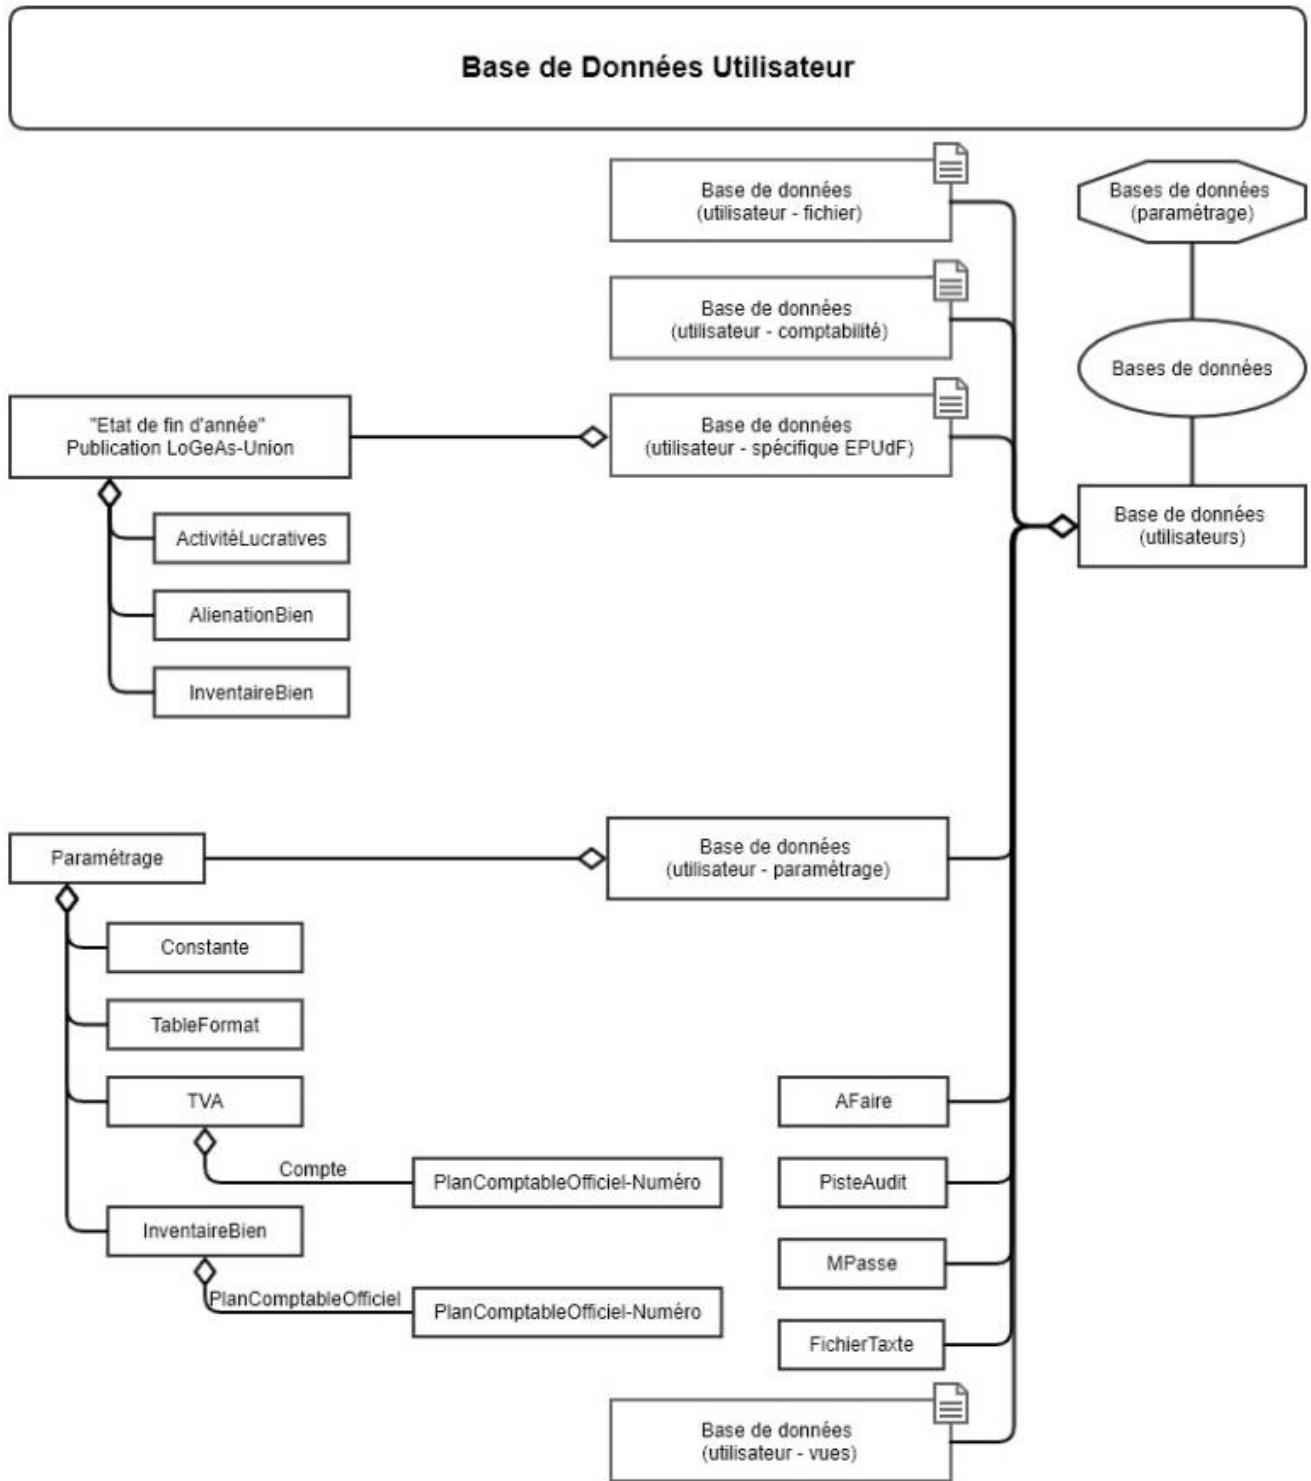 Base de Données Utilisateur
Base de données
(utilisateur - fichier)
Bases de données
(paramétrage)
Base de données
(utilisateur - comptabilité)
Bases de données
"Etat de fin d'année"
Publication LoGeAs-Union
Base de données
(utilisateur - spécifique EPUdF)
Base de données
(utilisateurs)
ActivitéLucratives
AlienationBien
InventaireBien
Paramétrage
Base de données
(utilisateur - paramétrage)
Constante
TableFormat
TVA
AFaire
Compte
PlanComptableOfficiel-Numéro
PisteAudit
InventaireBien
MPasse
PlanComptableOfficiel
PlanComptableOfficiel-Numéro
FichierTaxte
Base de données
(utilisateur - vues)